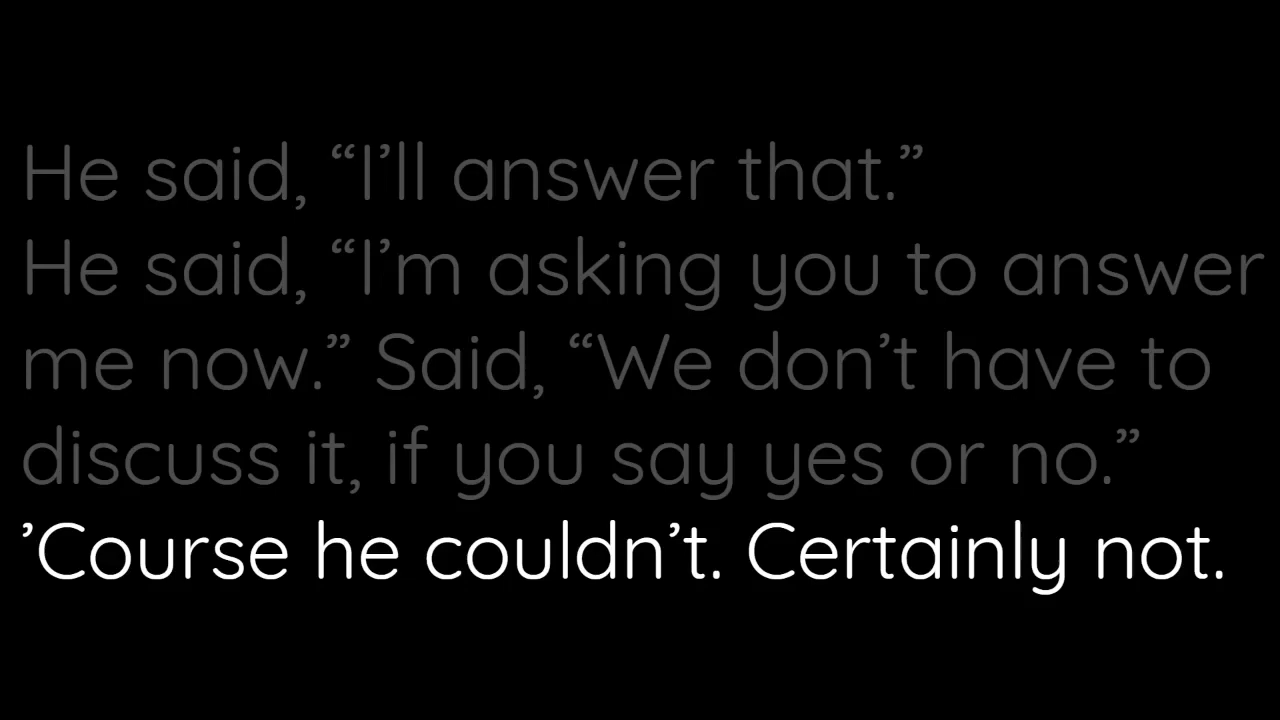 He said, “I’ll answer that.”
He said, “I’m asking you to answer
me now.” Said, “We don’t have to
discuss it, if you say yes or no.”
’Course he couldn’t. Certainly not.